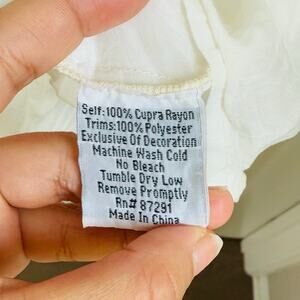 Self:100% Cupra Rayon
Trims:100% Polyester
Exclusive Of Decoration
Machine Wash Cold
No Bleach
Tumble Dry Low
Remove Promptly
Rn# 87291
Made In China